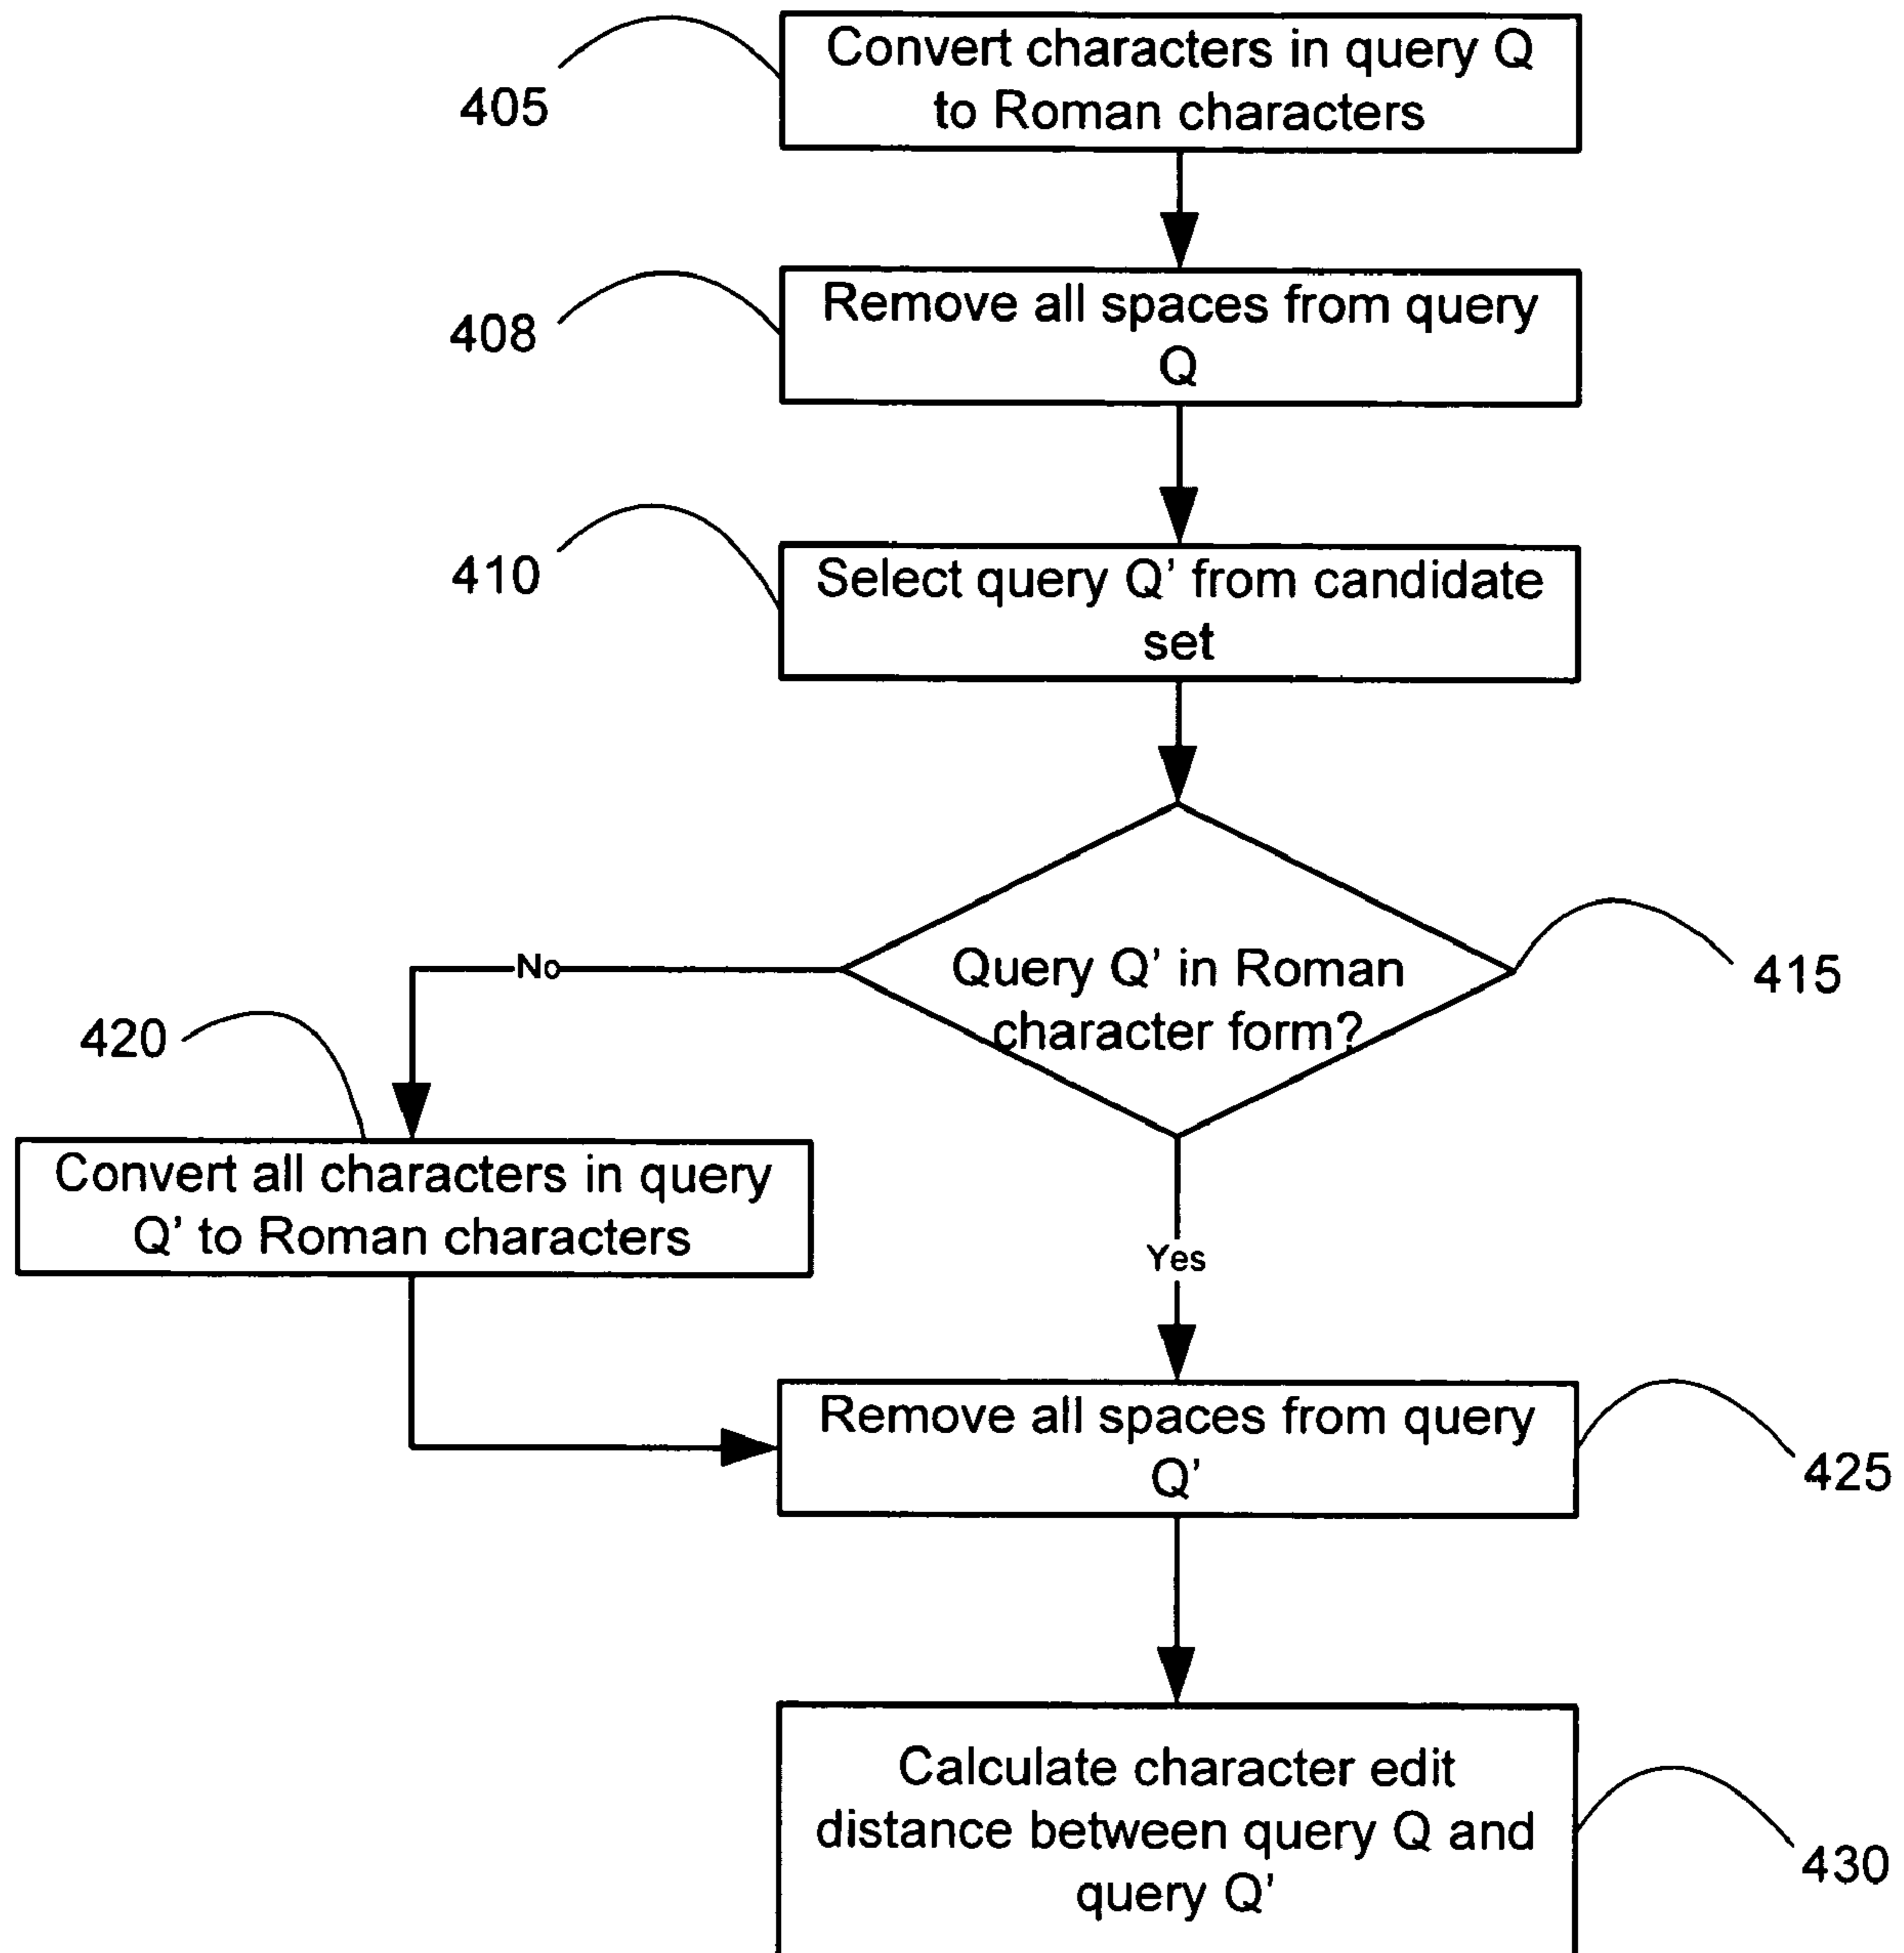 Convert characters in query Q
to Roman characters
405
Remove all spaces from query
Q
408
Select query Q’ from candidate
set
410
Query Q’ in Roman
character form?
415
No
420
Convert all characters in query
Q’ to Roman characters
Yes
Remove all spaces from query
Q’
425
Calculate character edit
distance between query Q and
query Q’
430